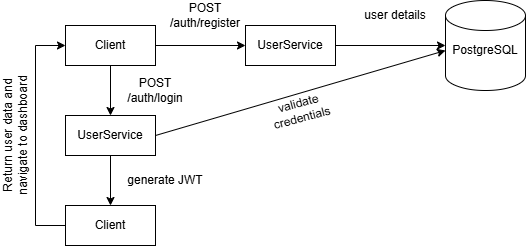 POST
/auth/register
user details
Client
UserService
PostgreSQL
POST
/auth/login
validate
credentials
UserService
Return user data and
navigate to dashboard
generate JWT
Client